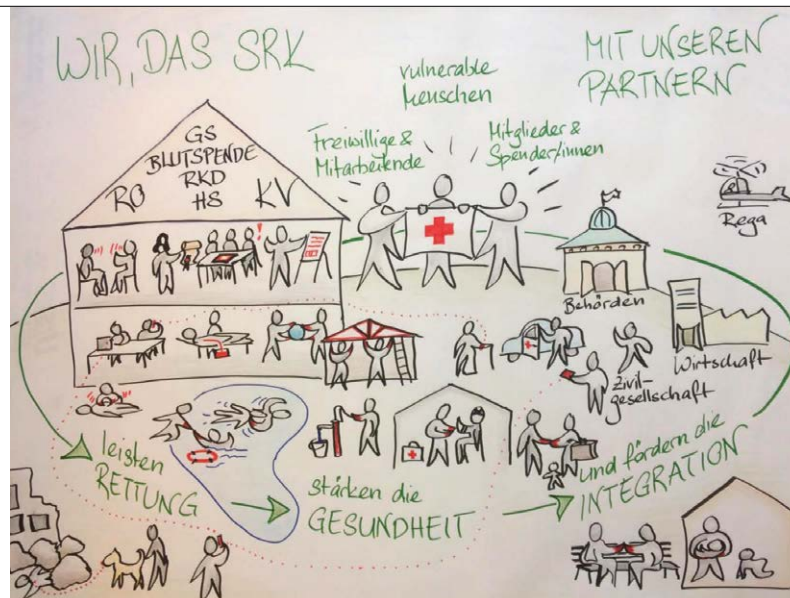 WIR, DAS SRK
vulnerable
Menschen
MIT UNSEREN
PARTNERN
Freiwillige &
Mitarbeitende
Mitglieder &
Spender/innen
GS
BLUTSPENDE
RKD
HS
RO
KV
!
Rega
Behörden
Wirtschaft
Zivil-
gesellschaft
leisten
RETTUNG
stärken die
GESUNDHEIT
und fördern die
INTEGRATION